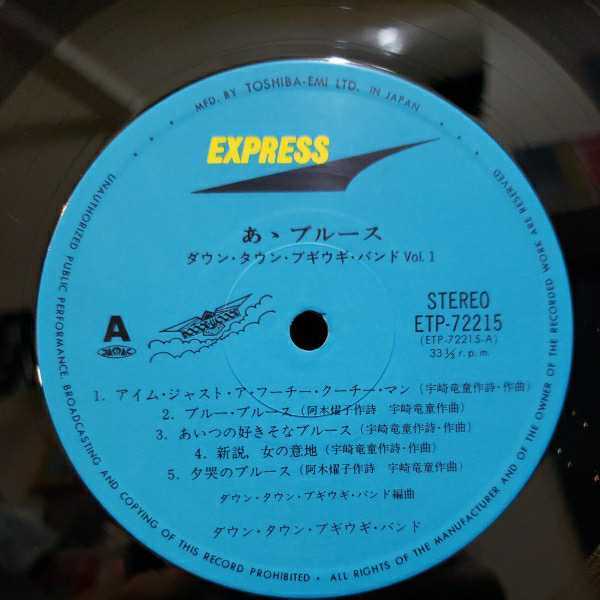 MFD. BY TOSHIBA-EMI LTD. IN JAPAN
EXPRESS
あゝブルース
ダウン・タウン・ブギウギ・バンド Vol. 1
A
JASRAC
STEREO
ETP-72215
(ETP-72215-A)
33⅓ r.p.m.
1. アイム・ジャスト・ア・フーチー・クーチー・マン (宇崎竜童作詩・作曲)
2. ブルー・ブルース (阿木燿子作詩 宇崎竜童作曲)
3. あいつの好きそなブルース (宇崎竜童作詩・作曲)
4. 新説, 女の意地 (宇崎竜童作詩・作曲)
5. 夕哭のブルース (阿木燿子作詩 宇崎竜童作曲)
ダウン・タウン・ブギウギ・バンド編曲
ダウン・タウン・ブギウギ・バンド
UNAUTHORIZED PUBLIC PERFORMANCE, BROADCASTING AND COPYING OF THIS RECORD PROHIBITED • ALL RIGHTS OF THE MANUFACTURER AND OF THE OWNER OF THE RECORDED WORK ARE RESERVED